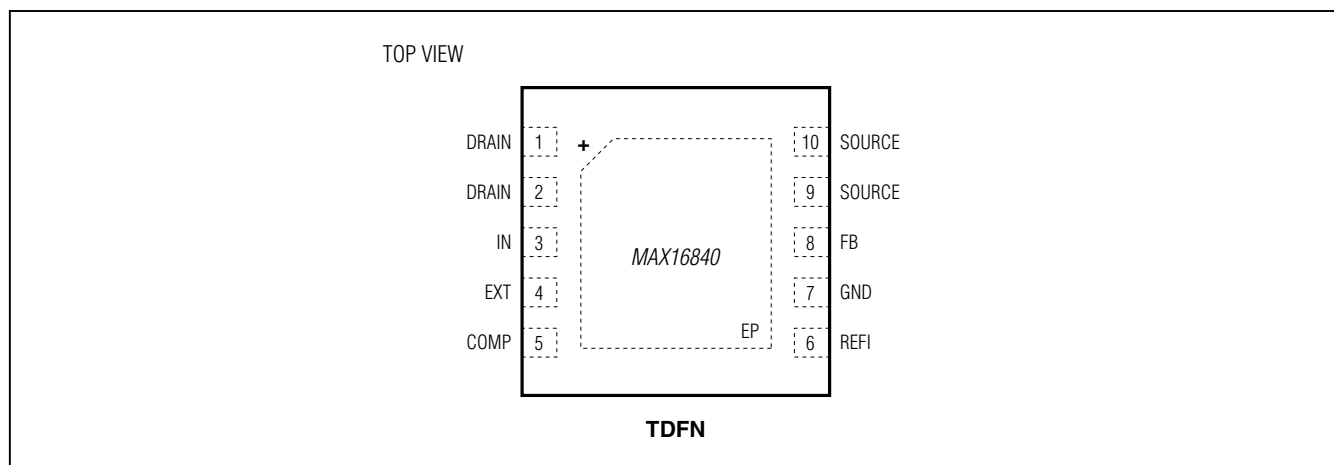 TOP VIEW
DRAIN 1 + 10 SOURCE
DRAIN 2 9 SOURCE
IN 3 8 FB
MAX16840
EXT 4 7 GND
EP
COMP 5 6 REFI
TDFN